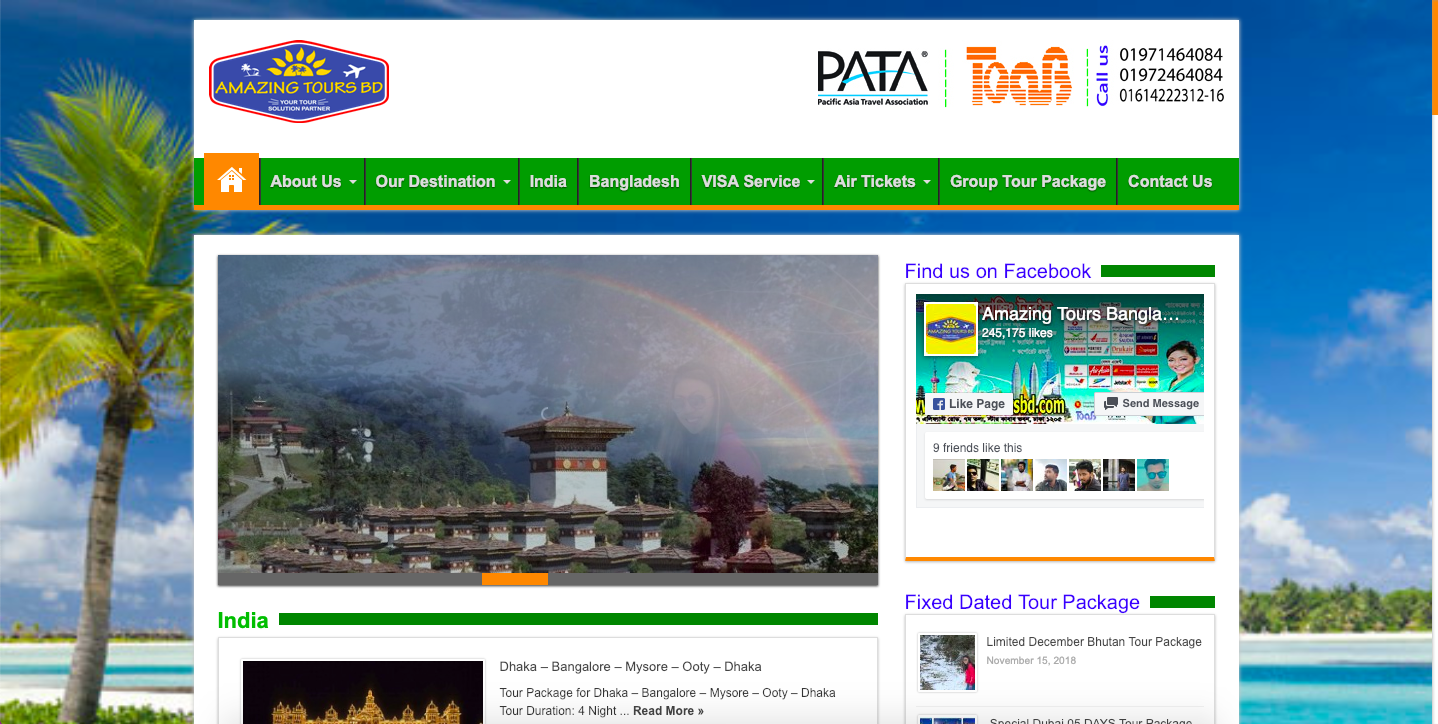 AMAZING TOURS BD
YOUR TOUR
SOLUTION PARTNER
PATA®
Pacific Asia Travel Association
TOAB
Call us
01971464084
01972464084
01614222312-16
About Us
Our Destination
India
Bangladesh
VISA Service
Air Tickets
Group Tour Package
Contact Us
Find us on Facebook
Amazing Tours Bangla…
245,175 likes
sbd.com
Like Page
Send Message
9 friends like this
India
Dhaka – Bangalore – Mysore – Ooty – Dhaka
Tour Package for Dhaka – Bangalore – Mysore – Ooty – Dhaka
Tour Duration: 4 Night ... Read More »
Fixed Dated Tour Package
Limited December Bhutan Tour Package
November 15, 2018
Special Dubai 05 DAYS Tour Package